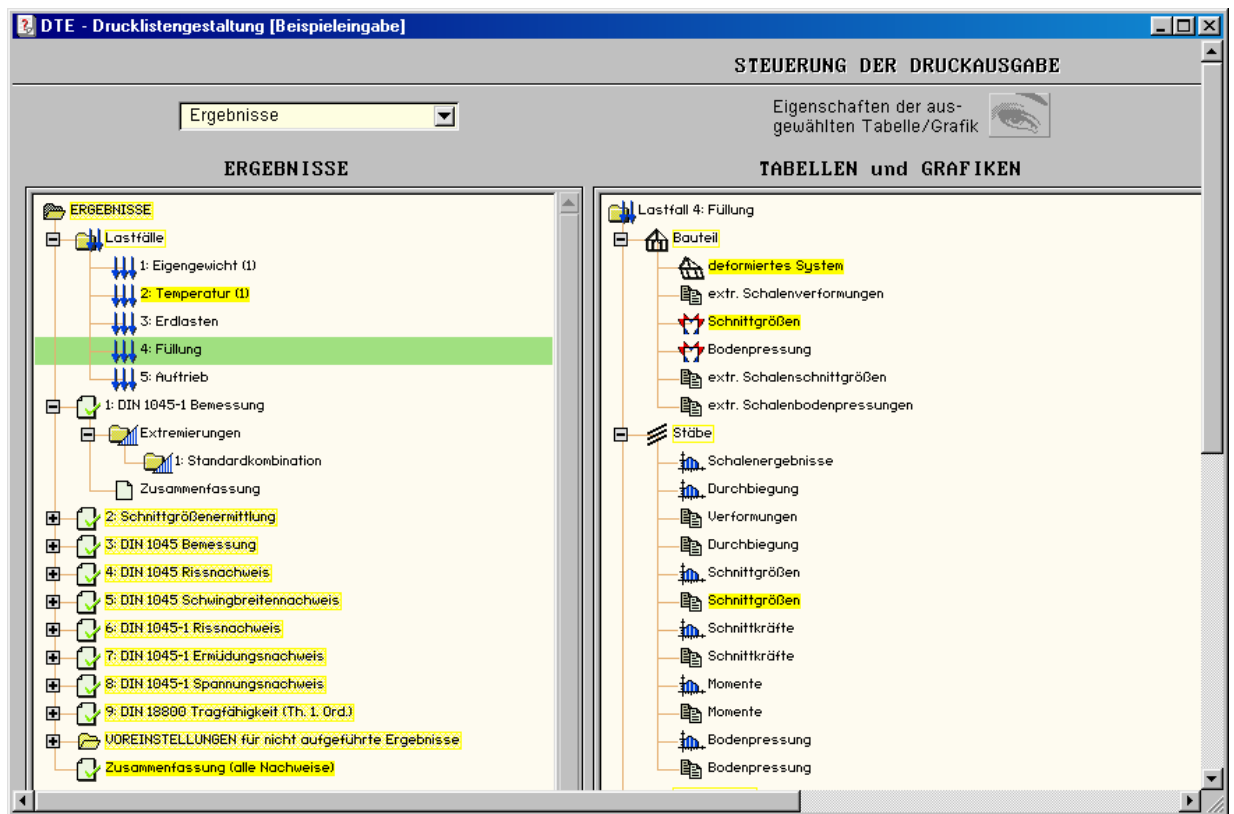 DTE - Drucklistengestaltung [Beispieleingabe]
STEUERUNG DER DRUCKAUSGABE
Ergebnisse
Eigenschaften der aus-
gewählten Tabelle/Grafik
ERGEBNISSE
ERGEBNISSE
Lastfälle
1: Eigengewicht (1)
2: Temperatur (1)
3: Erdlasten
4: Füllung
5: Auftrieb
1: DIN 1045-1 Bemessung
Extremierungen
1: Standardkombination
Zusammenfassung
2: Schnittgrößenermittlung
3: DIN 1045 Bemessung
4: DIN 1045 Rissnachweis
5: DIN 1045 Schwingbreitennachweis
6: DIN 1045-1 Rissnachweis
7: DIN 1045-1 Ermüdungsnachweis
8: DIN 1045-1 Spannungsnachweis
9: DIN 18800 Tragfähigkeit (Th. 1. Ord.)
VOREINSTELLUNGEN für nicht aufgeführte Ergebnisse
Zusammenfassung (alle Nachweise)
TABELLEN und GRAFIKEN
Lastfall 4: Füllung
Bauteil
deformiertes System
extr. Schalenverformungen
Schnittgrößen
Bodenpressung
extr. Schalenschnittgrößen
extr. Schalenbodenpressungen
Stäbe
Schalenergebnisse
Durchbiegung
Verformungen
Durchbiegung
Schnittgrößen
Schnittgrößen
Schnittkräfte
Schnittkräfte
Momente
Momente
Bodenpressung
Bodenpressung